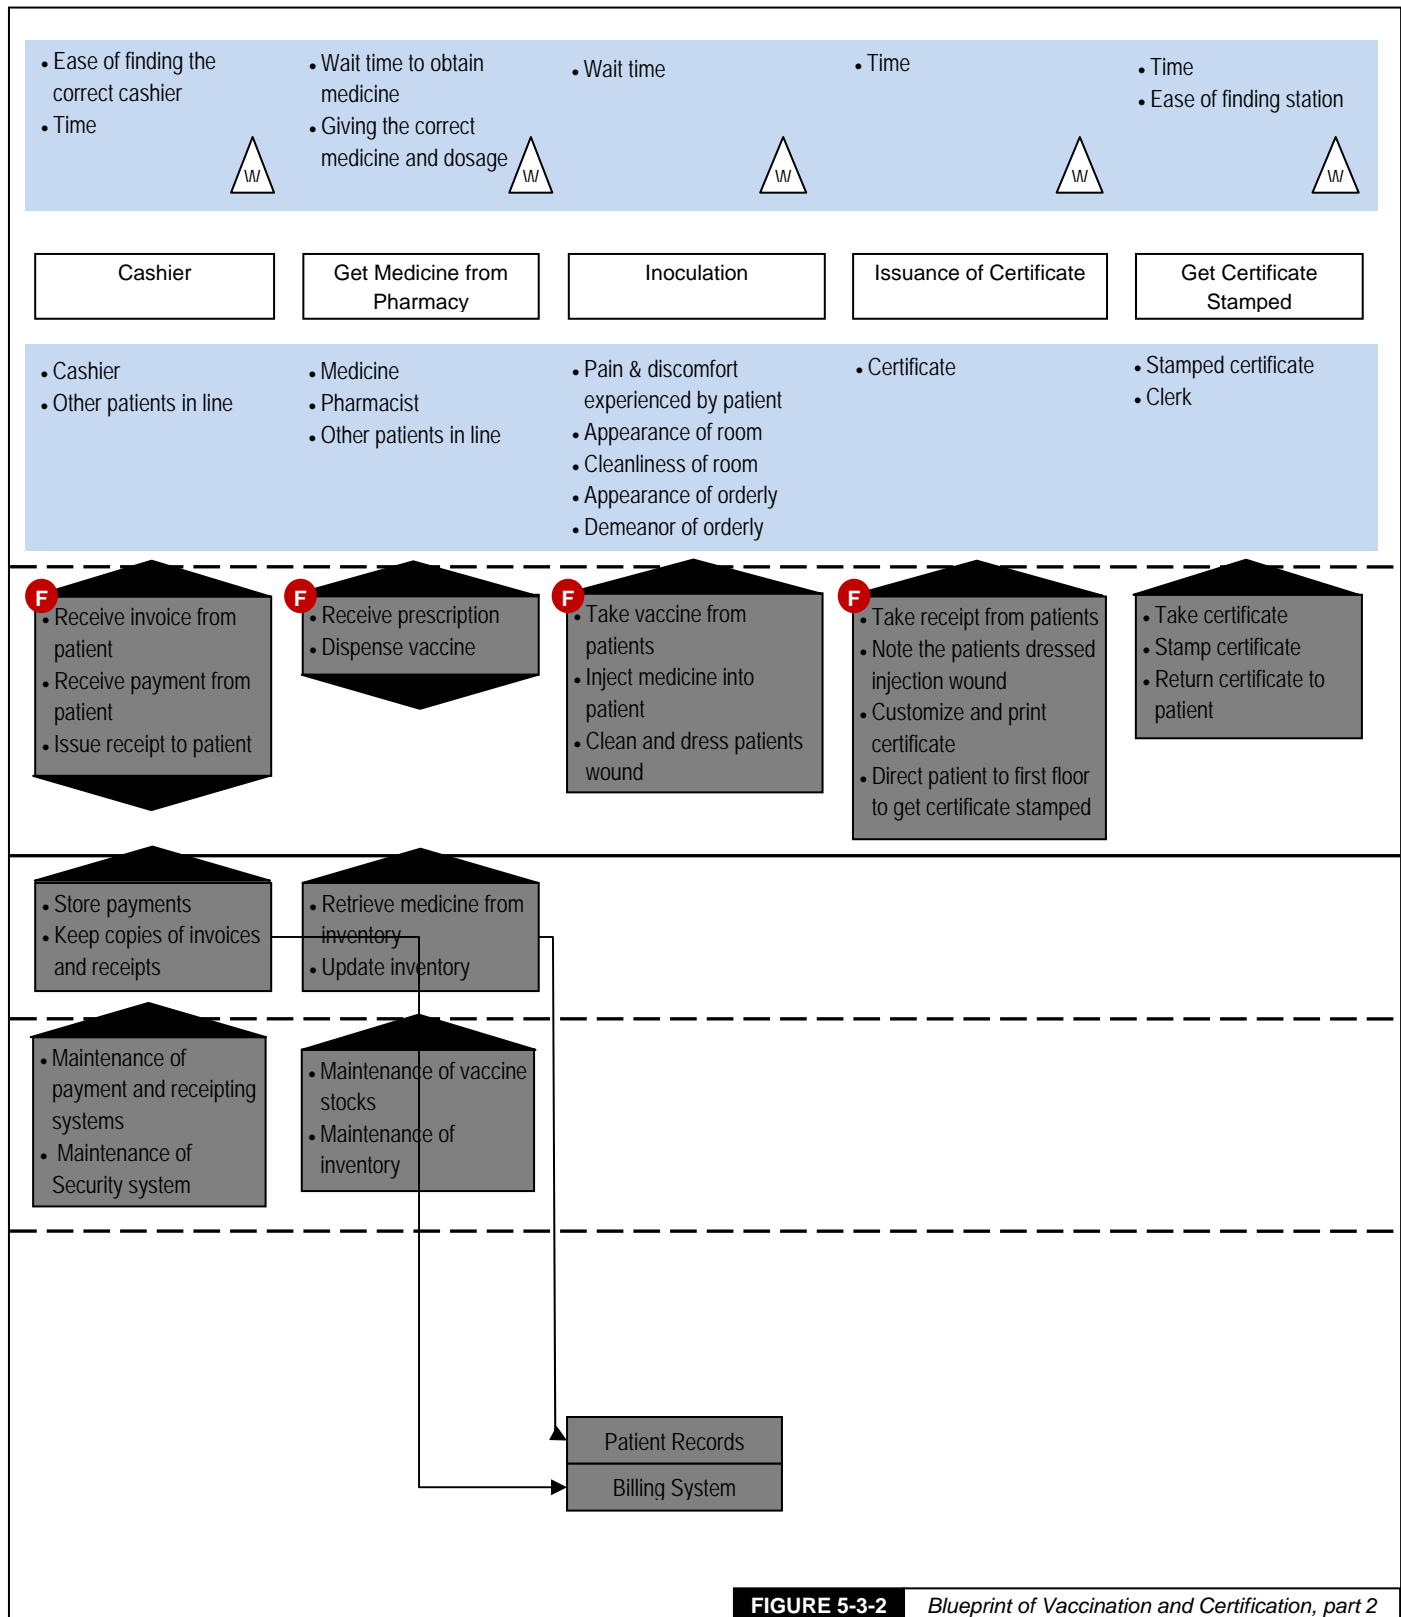 • Ease of finding the
correct cashier
• Time
W
• Wait time to obtain
medicine
• Giving the correct
medicine and dosage
W
• Wait time
W
• Time
W
• Time
• Ease of finding station
W
Cashier
Get Medicine from
Pharmacy
Inoculation
Issuance of Certificate
Get Certificate
Stamped
• Cashier
• Other patients in line
• Medicine
• Pharmacist
• Other patients in line
• Pain & discomfort
experienced by patient
• Appearance of room
• Cleanliness of room
• Appearance of orderly
• Demeanor of orderly
• Certificate
• Stamped certificate
• Clerk
F
• Receive invoice from
patient
• Receive payment from
patient
• Issue receipt to patient
F
• Receive prescription
• Dispense vaccine
F
• Take vaccine from
patients
• Inject medicine into
patient
• Clean and dress patients
wound
F
• Take receipt from patients
• Note the patients dressed
injection wound
• Customize and print
certificate
• Direct patient to first floor
to get certificate stamped
• Take certificate
• Stamp certificate
• Return certificate to
patient
• Store payments
• Keep copies of invoices
and receipts
• Retrieve medicine from
inventory
• Update inventory
• Maintenance of
payment and receipting
systems
• Maintenance of
Security system
• Maintenance of vaccine
stocks
• Maintenance of
inventory
Patient Records
Billing System
FIGURE 5-3-2 Blueprint of Vaccination and Certification, part 2